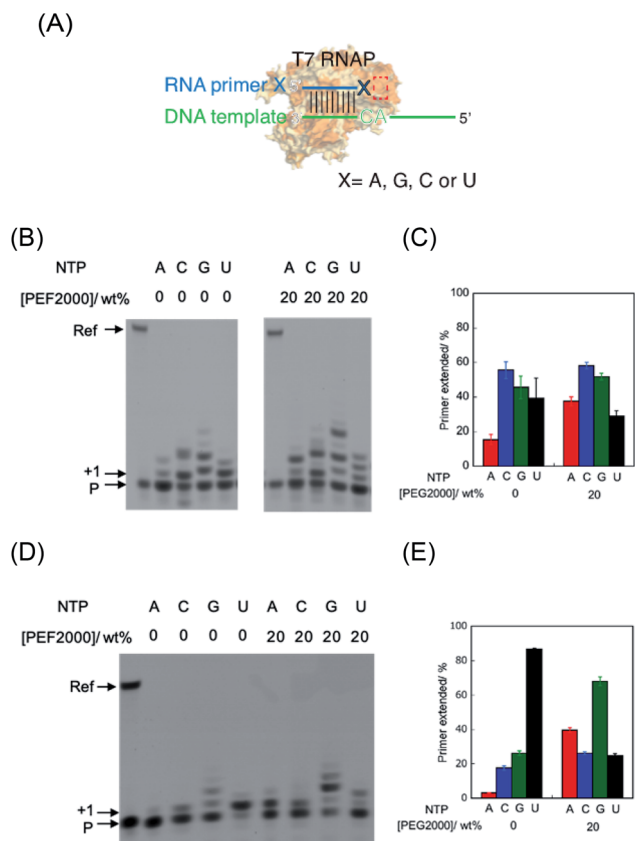 (A)
T7 RNAP
RNA primer X
X
DNA template
CA
5’
X= A, G, C or U
(B)
NTP A C G U A C G U
[PEF2000]/ wt% 0 0 0 0 20 20 20 20
Ref
+1
P
(C)
Primer extended/ %
100
80
60
40
20
0
NTP A C G U A C G U
[PEG2000]/ wt% 0 20
(D)
NTP A C G U A C G U
[PEF2000]/ wt% 0 0 0 0 20 20 20 20
Ref
+1
P
(E)
Primer extended/ %
100
80
60
40
20
0
NTP A C G U A C G U
[PEG2000]/ wt% 0 20